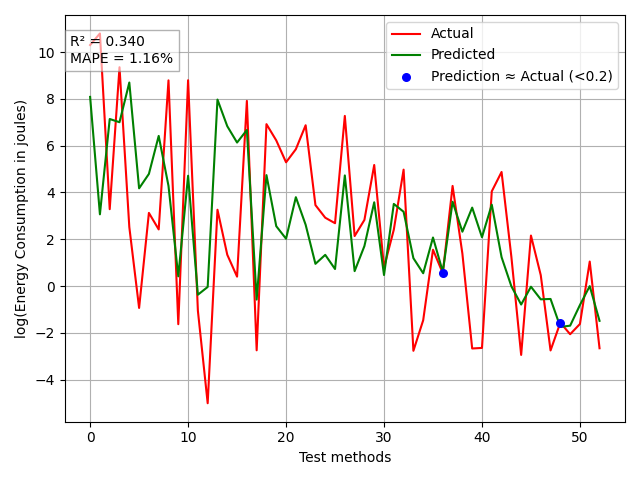 R² = 0.340
MAPE = 1.16%
Actual
Predicted
Prediction ≈ Actual (<0.2)
log(Energy Consumption in joules)
10
8
6
4
2
0
−2
−4
0
10
20
30
40
50
Test methods